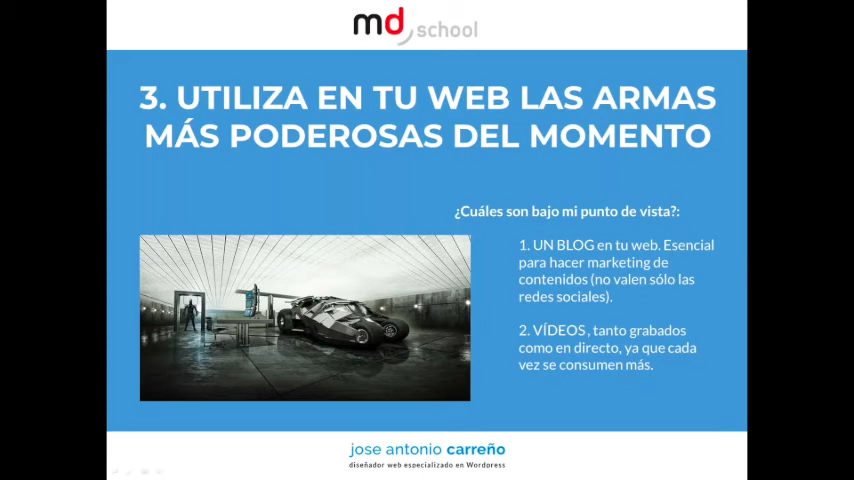 md school
3. UTILIZA EN TU WEB LAS ARMAS
MÁS PODEROSAS DEL MOMENTO
¿Cuáles son bajo mi punto de vista?:
1. UN BLOG en tu web. Esencial
para hacer marketing de
contenidos (no valen sólo las
redes sociales).
2. VÍDEOS , tanto grabados
como en directo, ya que cada
vez se consumen más.
jose antonio carreño
diseñador web especializado en Wordpress